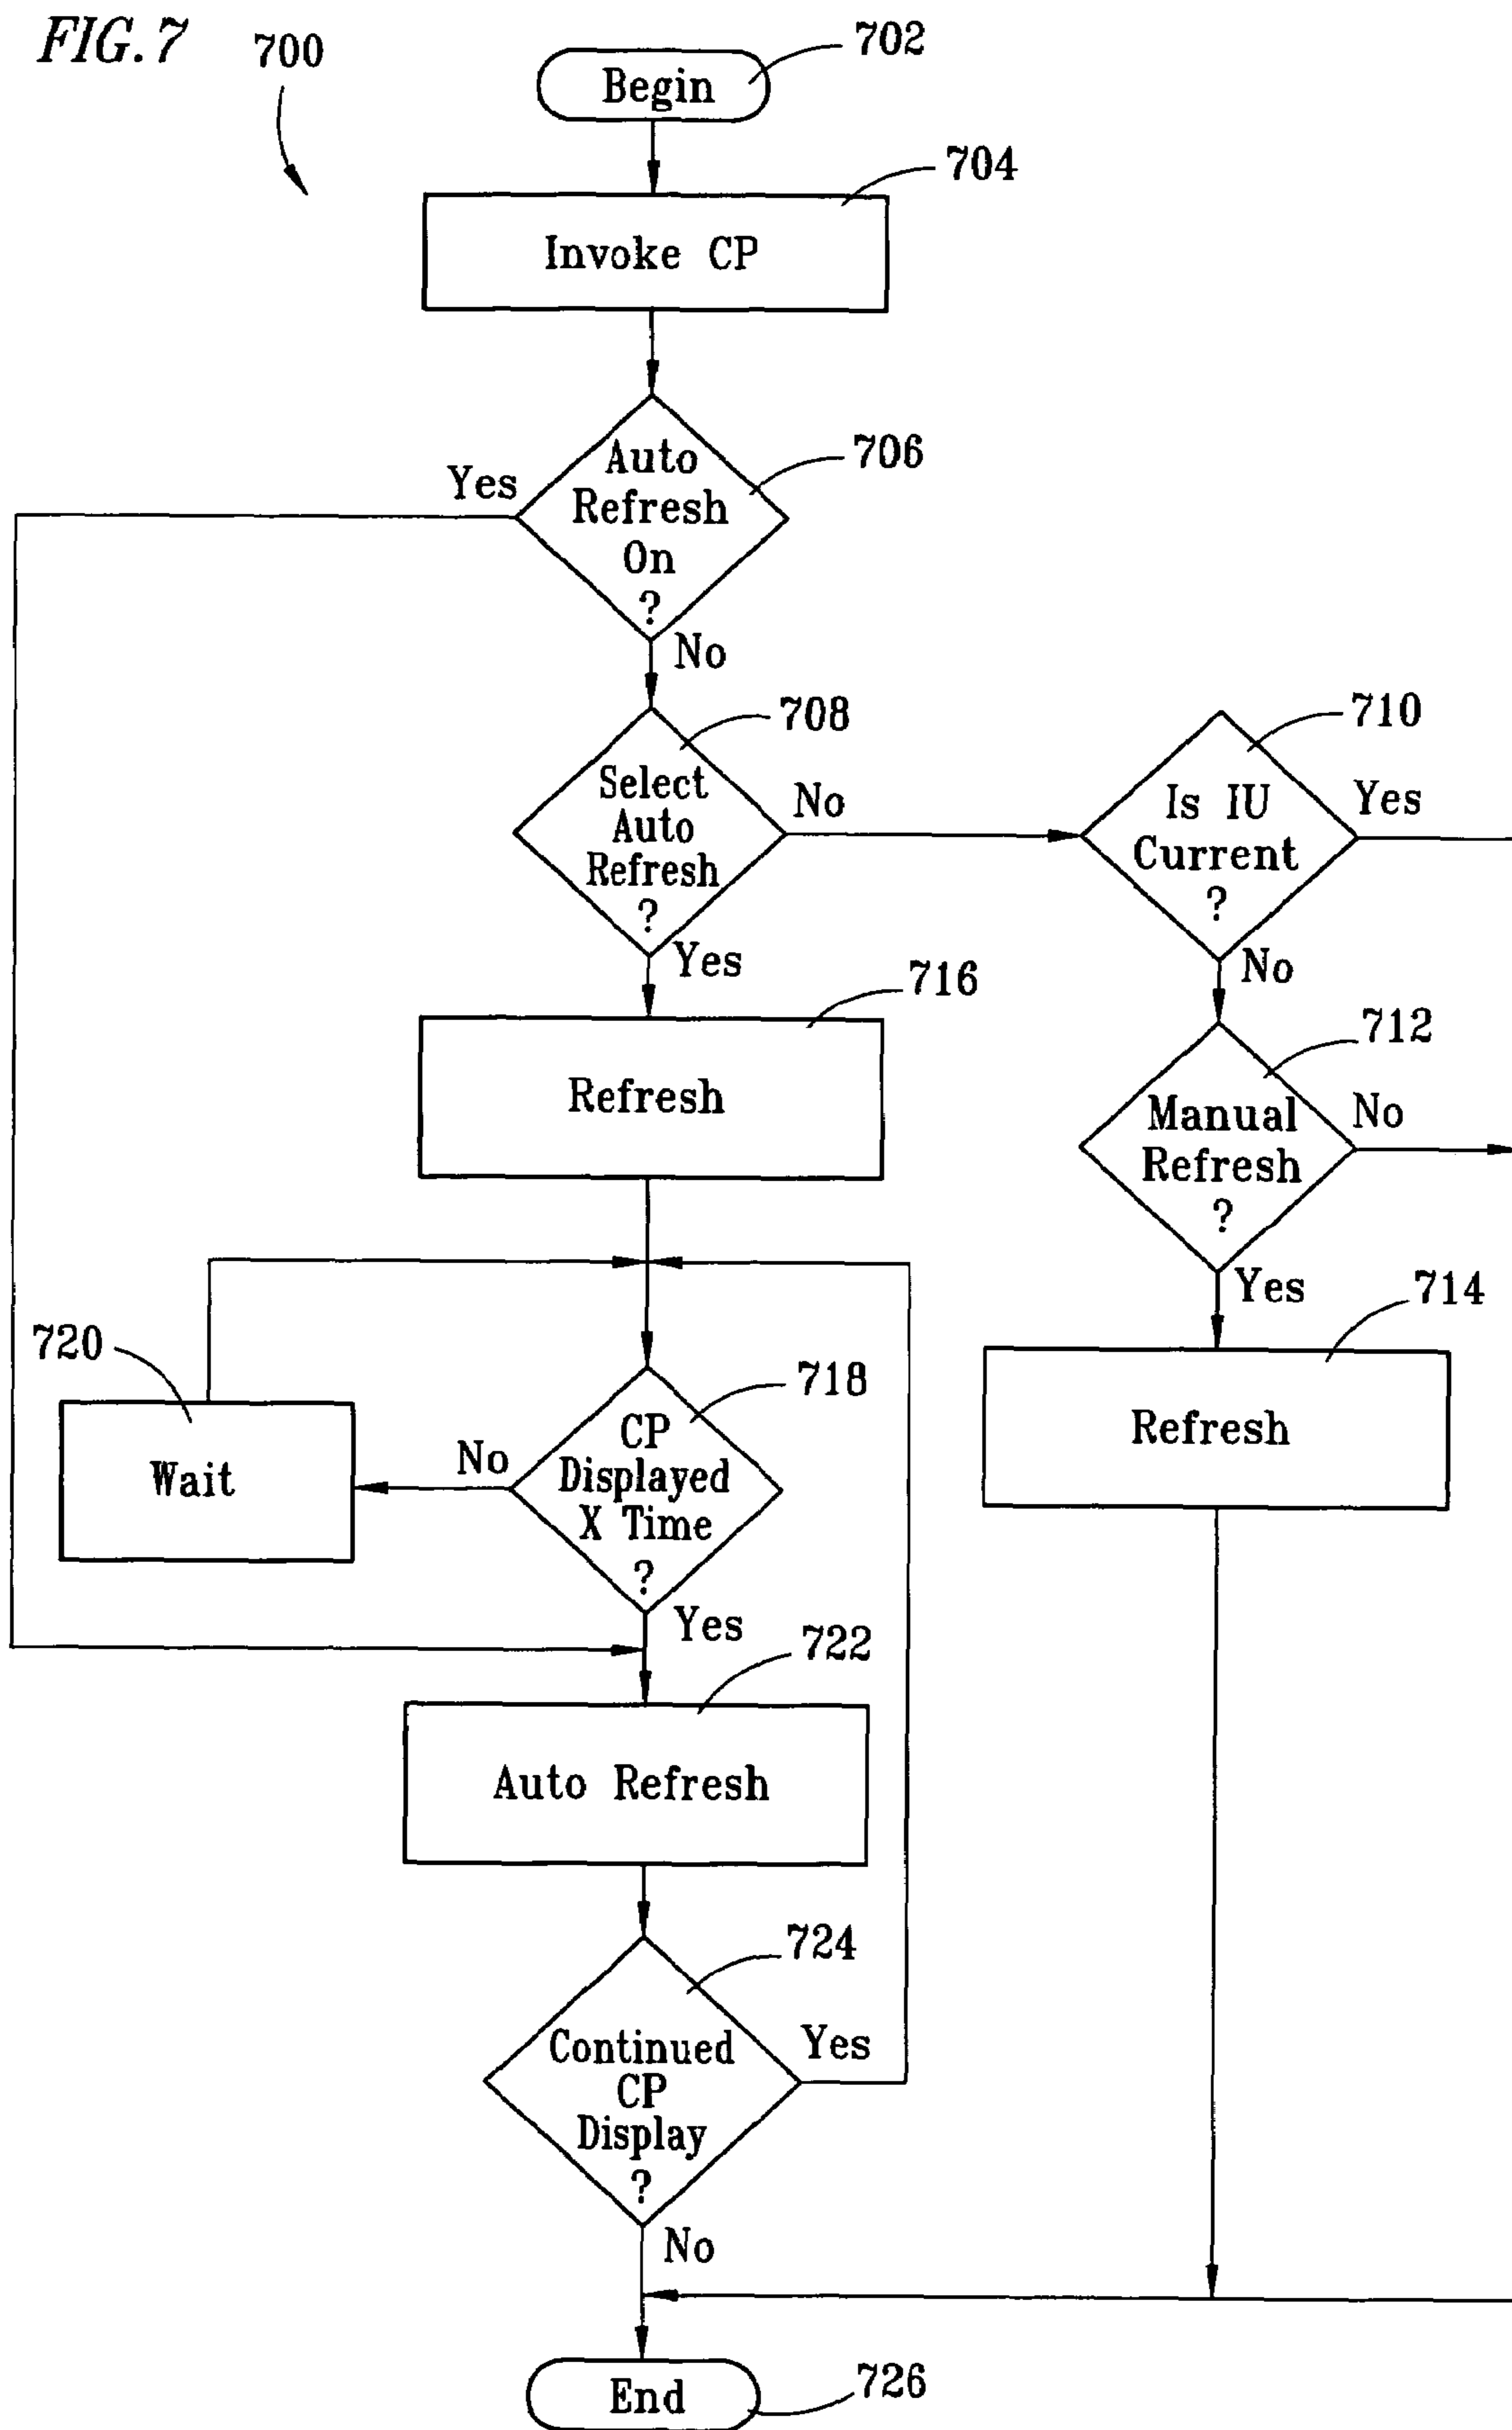 FIG. 7
700
702
Begin
704
Invoke CP
706
Auto
Refresh
On
?
Yes
No
708
Select
Auto
Refresh
?
No
Yes
710
Is IU
Current
?
Yes
No
712
Manual
Refresh
?
No
Yes
714
Refresh
716
Refresh
718
CP
Displayed
X Time
?
No
Yes
720
Wait
722
Auto Refresh
724
Continued
CP
Display
?
Yes
No
726
End